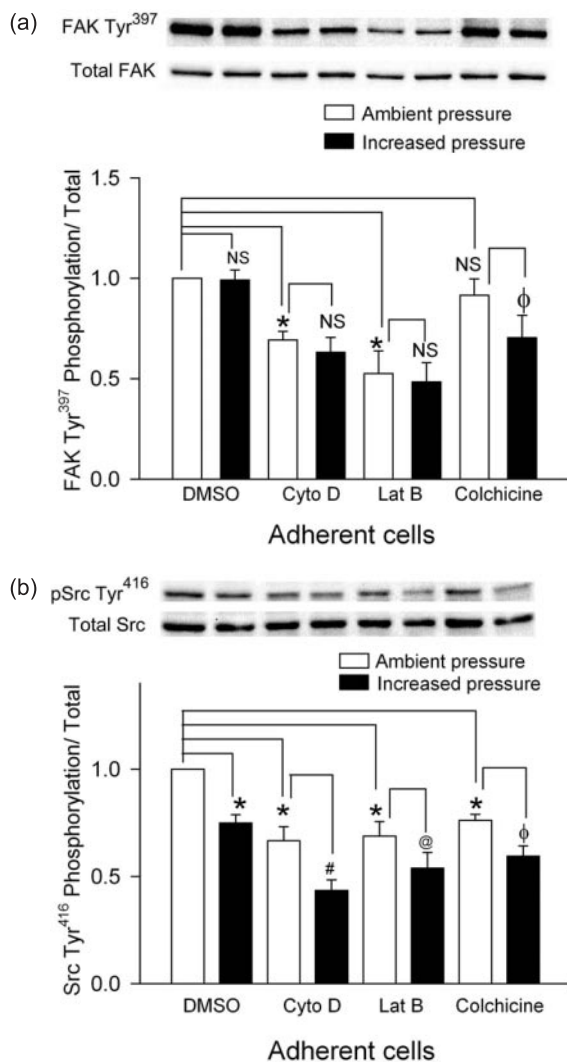 (a)
FAK Tyr397
Total FAK
Ambient pressure
Increased pressure
FAK Tyr397 Phosphorylation/ Total
1.5
1.0
0.5
0.0
NS
*
NS
*
NS
NS
ϕ
DMSO Cyto D Lat B Colchicine
Adherent cells
(b)
pSrc Tyr416
Total Src
Ambient pressure
Increased pressure
Src Tyr416 Phosphorylation/ Total
1.0
0.5
0.0
*
*
#
*
@
*
ϕ
DMSO Cyto D Lat B Colchicine
Adherent cells